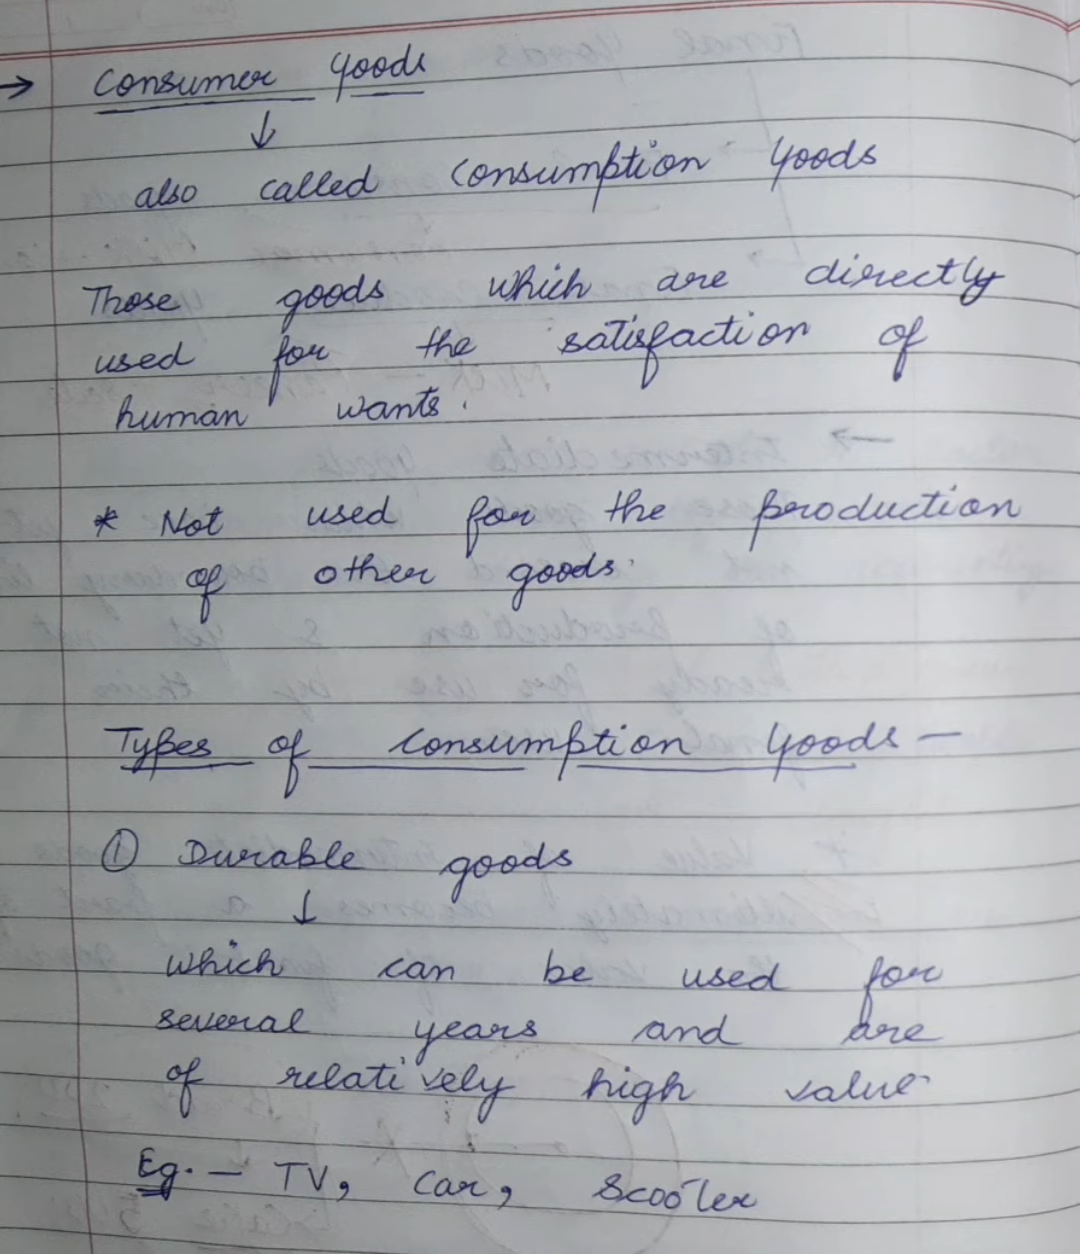 → Consumer Goods
↓
also called Consumption Goods
Those goods which are directly
used for the satisfaction of
human wants.
* Not used for the production
of other goods.
Types of Consumption Goods —
① Durable goods
↓
which can be used for
several years and are
of relatively high value
Eg. — TV, Car, Scooter